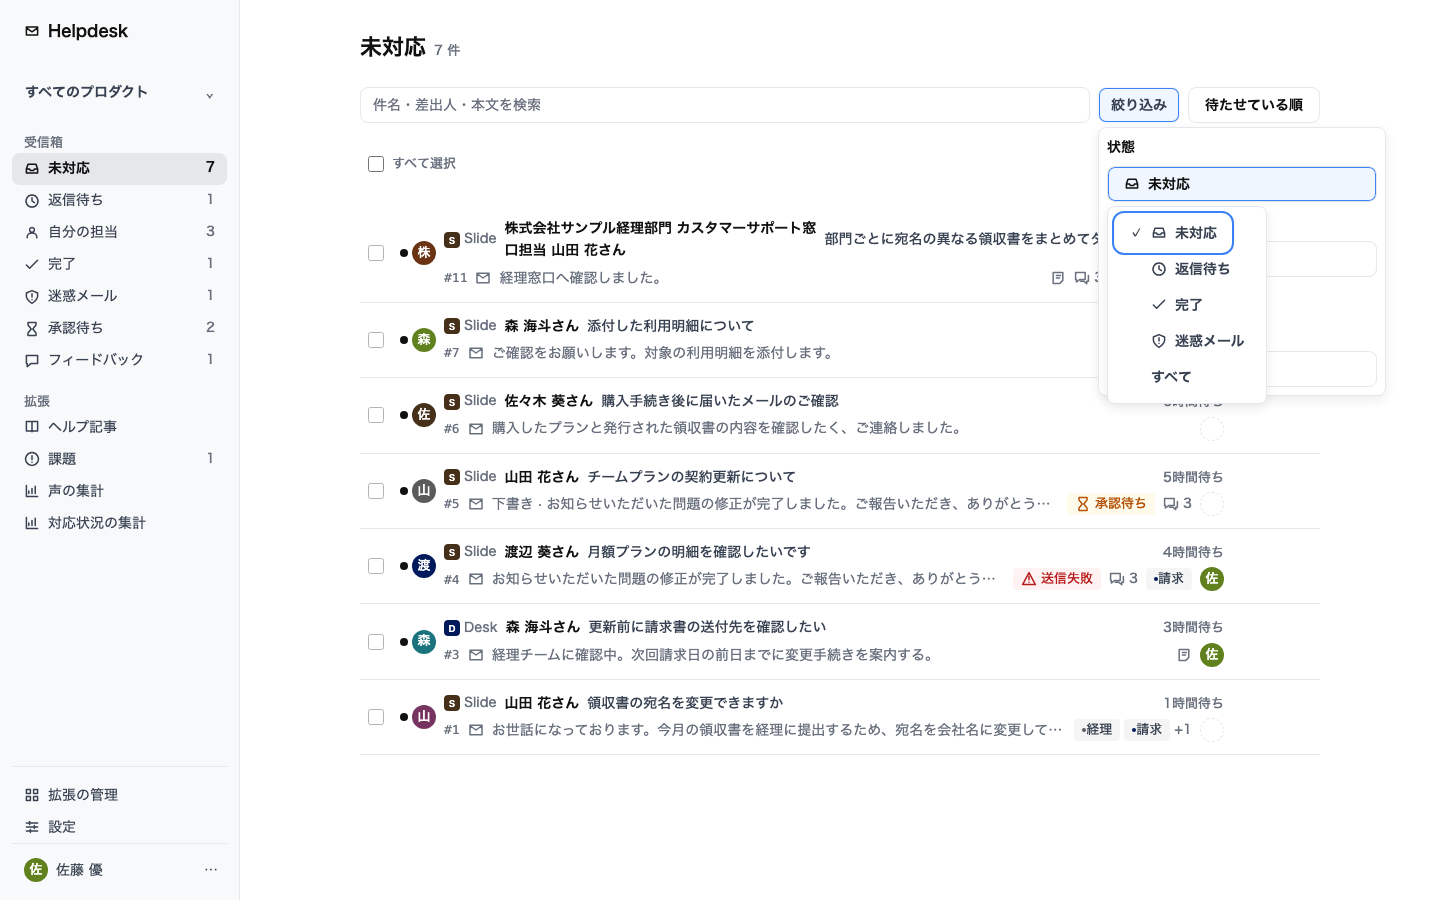 Helpdesk
すべてのプロダクト
受信箱
未対応 7
返信待ち 1
自分の担当 3
完了 1
迷惑メール 1
承認待ち 2
フィードバック 1
拡張
ヘルプ記事
課題 1
声の集計
対応状況の集計
拡張の管理
設定
佐 佐藤 優 …
未対応 7 件
件名・差出人・本文を検索
絞り込み
待たせている順
すべて選択
状態
未対応
✓ 未対応
返信待ち
完了
迷惑メール
すべて
株 S Slide 株式会社サンプル経理部門 カスタマーサポート窓
口担当 山田 花さん
部門ごとに宛名の異なる領収書をまとめて
#11 経理窓口へ確認しました。
森 S Slide 森 海斗さん 添付した利用明細について
#7 ご確認をお願いします。対象の利用明細を添付します。
佐 S Slide 佐々木 葵さん 購入手続き後に届いたメールのご確認
#6 購入したプランと発行された領収書の内容を確認したく、ご連絡しました。
山 S Slide 山田 花さん チームプランの契約更新について 5時間待ち
#5 下書き · お知らせいただいた問題の修正が完了しました。ご報告いただき、ありがとう… 承認待ち 3
渡 S Slide 渡辺 葵さん 月額プランの明細を確認したいです 4時間待ち
#4 お知らせいただいた問題の修正が完了しました。ご報告いただき、ありがとう… 送信失敗 3 •請求 佐
森 D Desk 森 海斗さん 更新前に請求書の送付先を確認したい 3時間待ち
#3 経理チームに確認中。次回請求日の前日までに変更手続きを案内する。 佐
山 S Slide 山田 花さん 領収書の宛名を変更できますか 1時間待ち
#1 お世話になっております。今月の領収書を経理に提出するため、宛名を会社名に変更して… •経理 •請求 +1